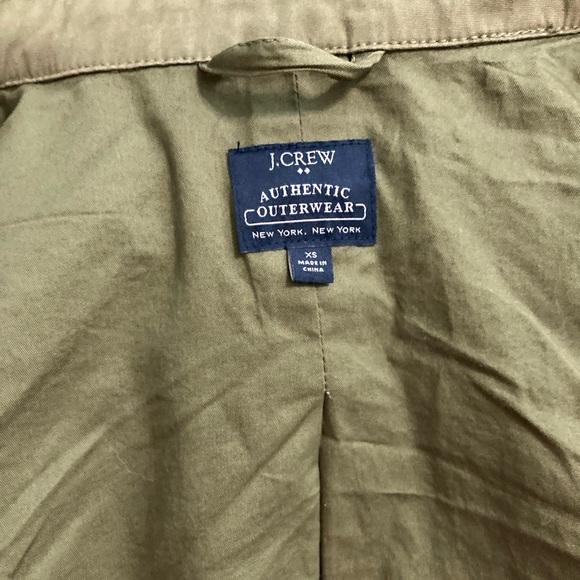 J.CREW
AUTHENTIC
OUTERWEAR
NEW YORK, NEW YORK
XS
MADE IN
CHINA